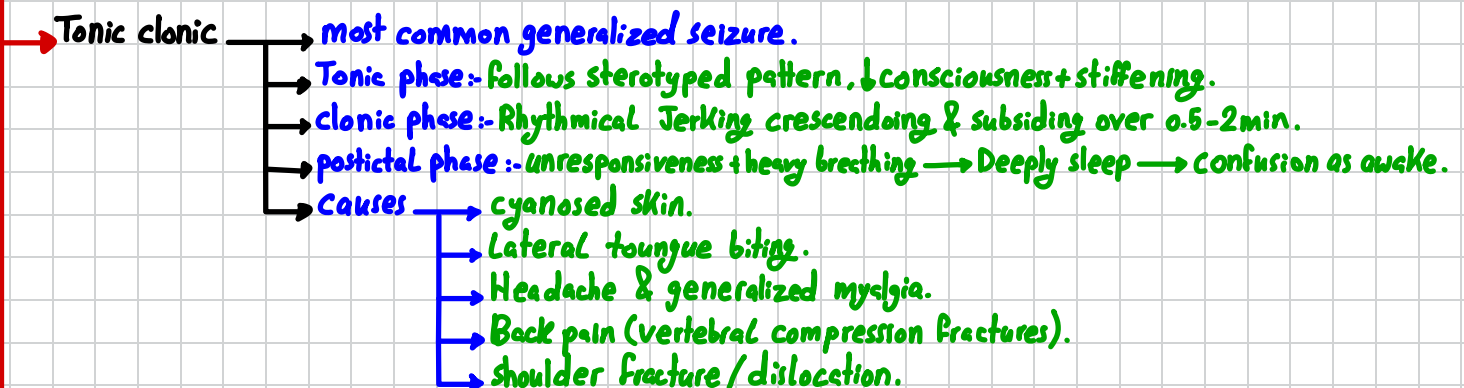 Tonic clonic → most common generalized seizure.
Tonic phase:- follows sterotyped pattern, ↓ consciousness + stiffening.
clonic phase:- Rhythmical Jerking crescendoing & subsiding over 0.5-2min.
postictal phase:- unresponsiveness + heavy breathing → Deeply sleep → confusion as awake.
causes → cyanosed skin.
Lateral toungue biting.
Headache & generalized myalgia.
Back pain (vertebral compression fractures).
shoulder fracture / dislocation.